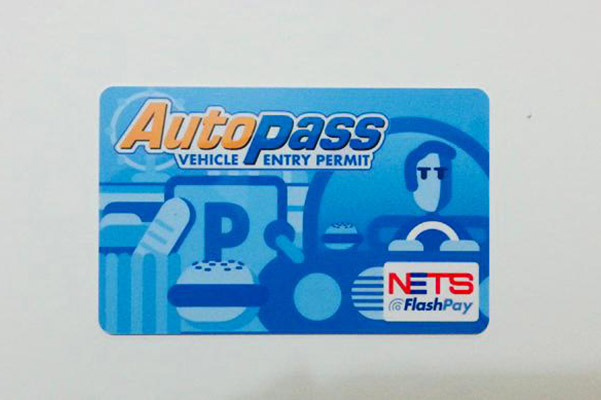 Autopass
VEHICLE ENTRY PERMIT
P
NETS
FlashPay